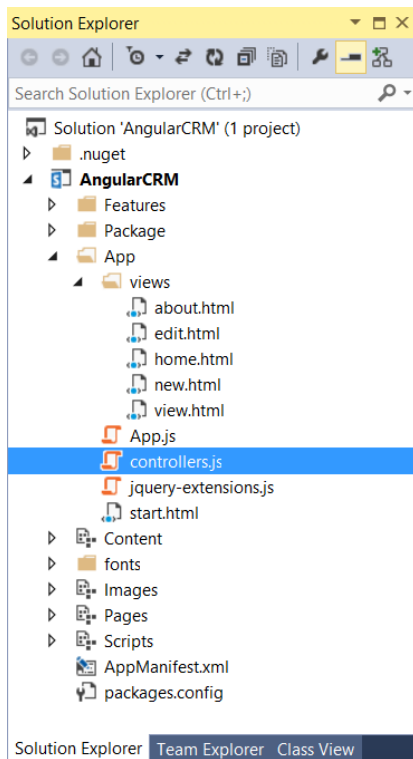 Solution Explorer
Search Solution Explorer (Ctrl+;)
Solution 'AngularCRM' (1 project)
.nuget
AngularCRM
Features
Package
App
views
about.html
edit.html
home.html
new.html
view.html
App.js
controllers.js
jquery-extensions.js
start.html
Content
fonts
Images
Pages
Scripts
AppManifest.xml
packages.config
Solution Explorer Team Explorer Class View